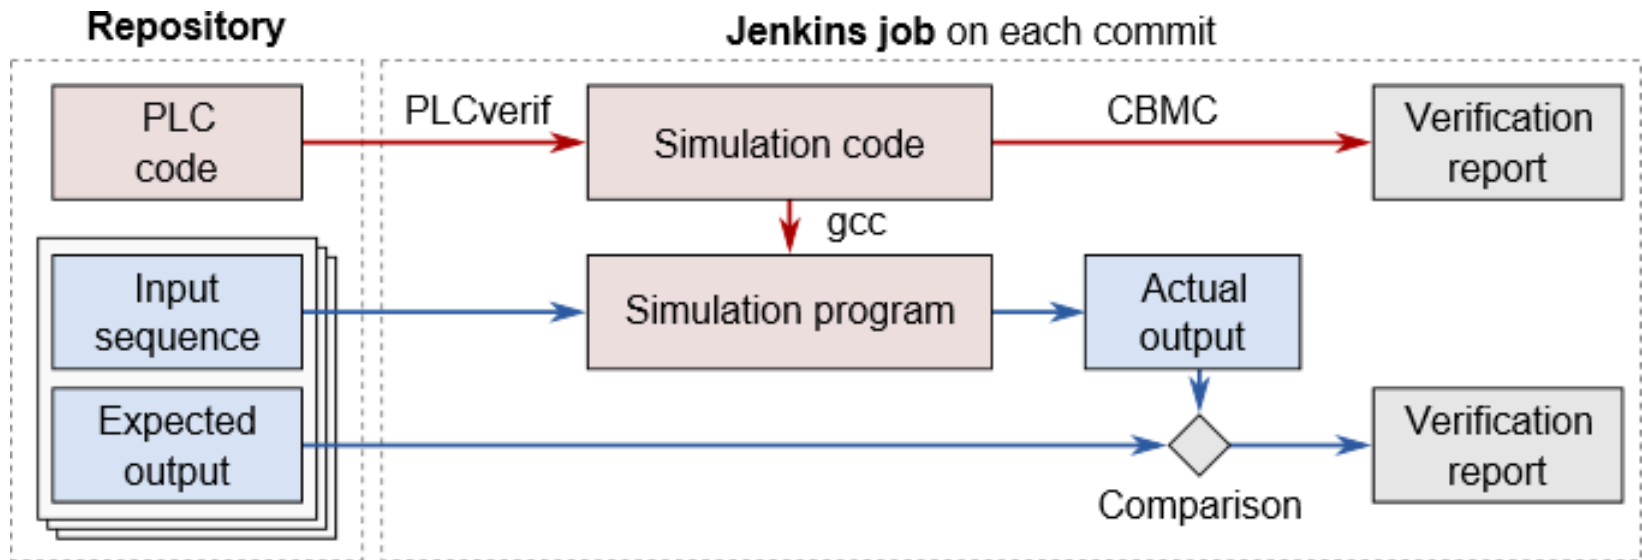 Repository
Jenkins job on each commit
PLC
code
PLCverif
Simulation code
CBMC
Verification
report
gcc
Input
sequence
Simulation program
Actual
output
Expected
output
Comparison
Verification
report